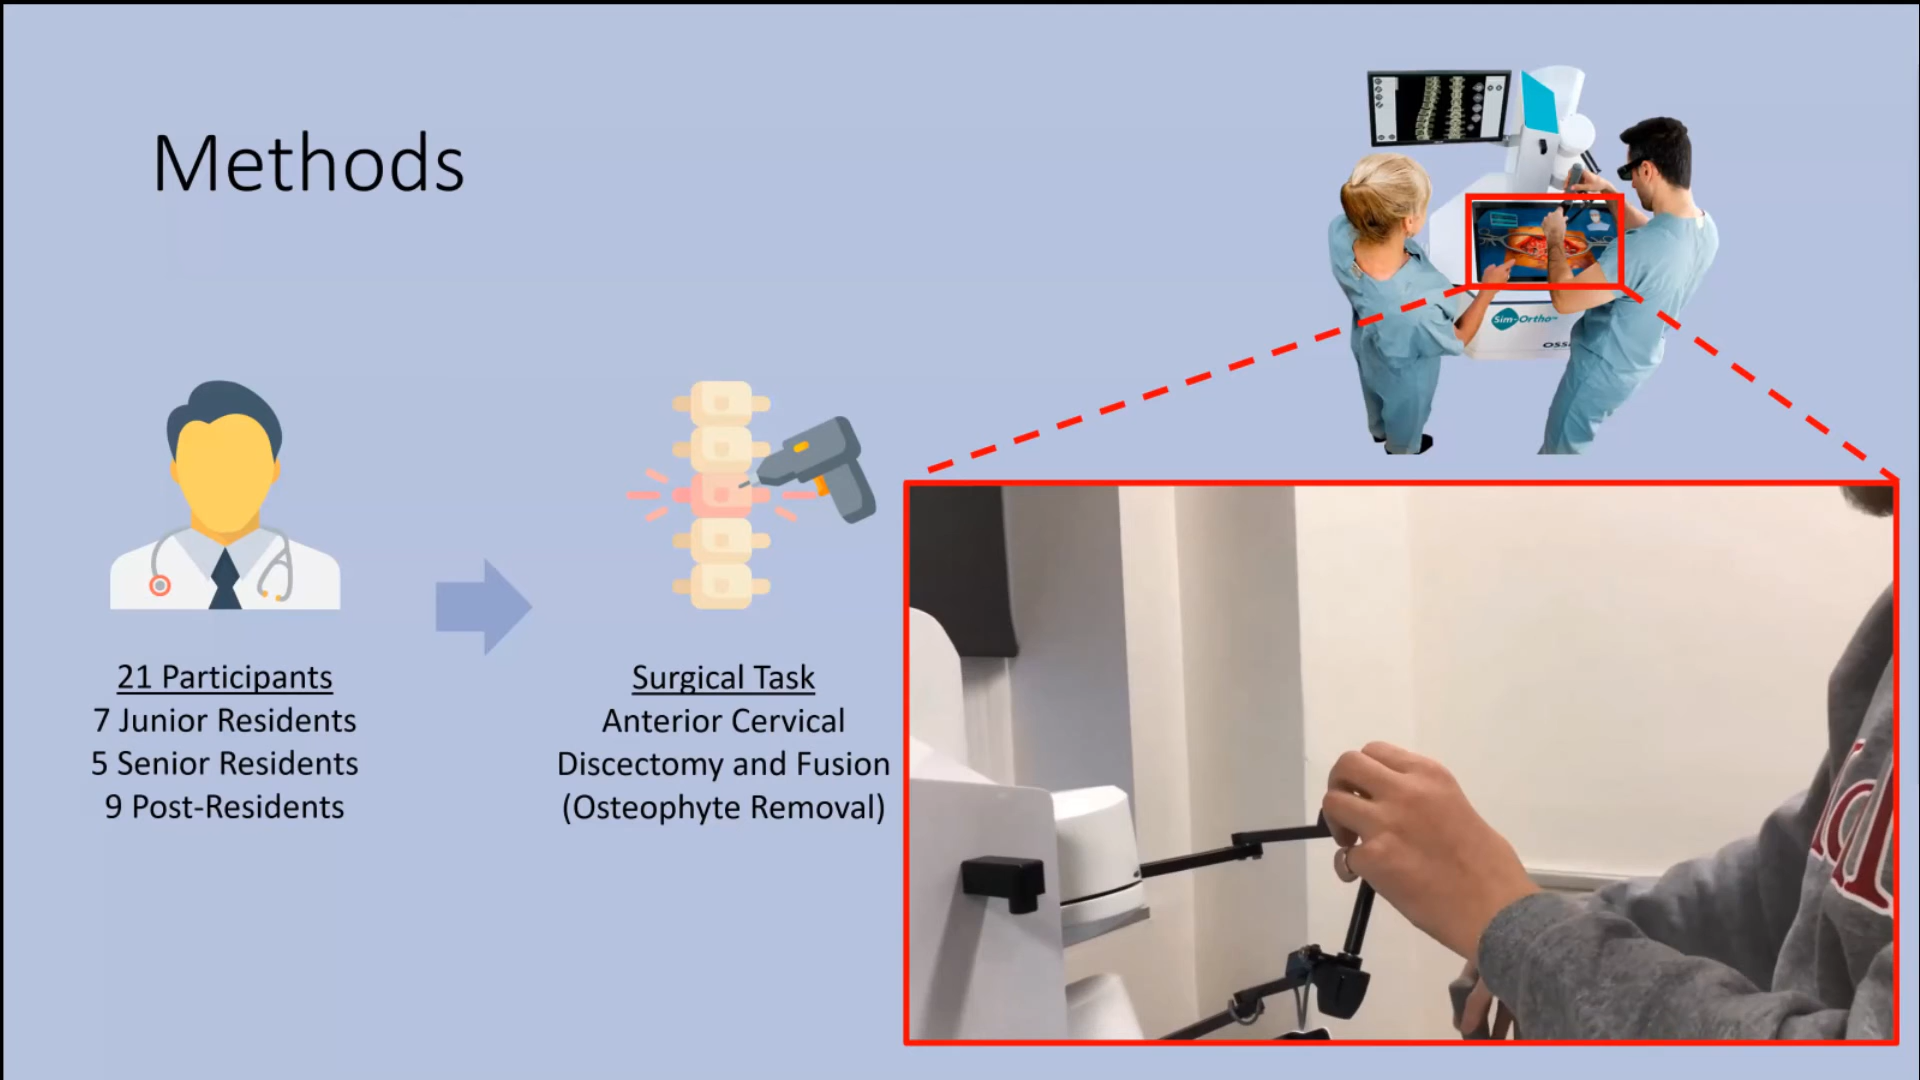 Methods
Sim-Ortho™
21 Participants
7 Junior Residents
5 Senior Residents
9 Post-Residents
Surgical Task
Anterior Cervical
Discectomy and Fusion
(Osteophyte Removal)